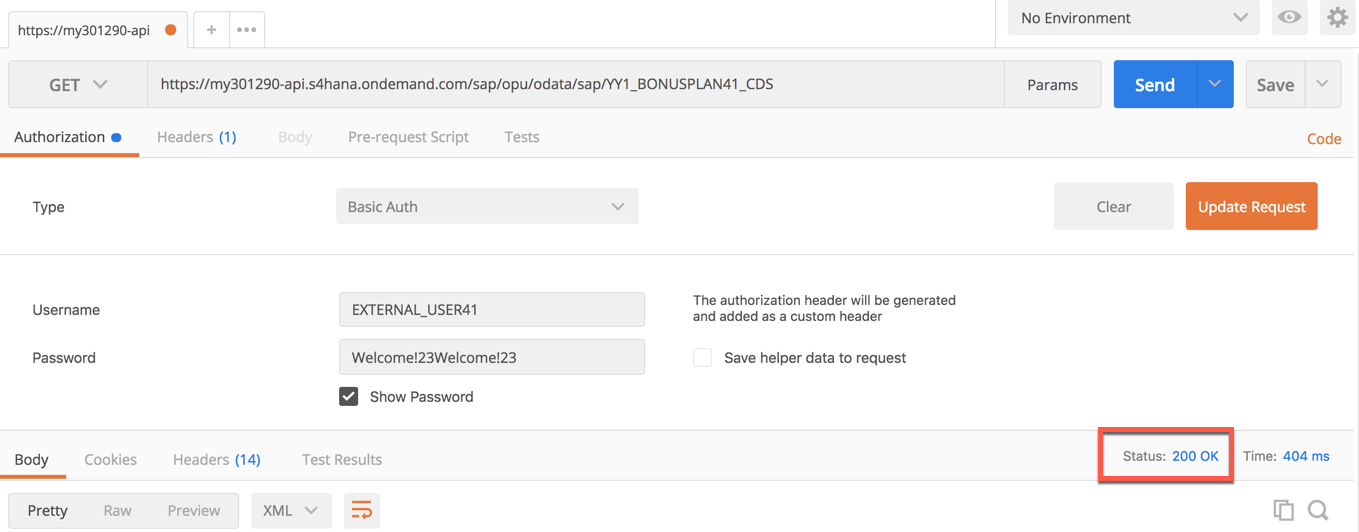 https://my301290-api
No Environment
GET
https://my301290-api.s4hana.ondemand.com/sap/opu/odata/sap/YY1_BONUSPLAN41_CDS
Params
Send
Save
Authorization
Headers (1)
Body
Pre-request Script
Tests
Code
Type
Basic Auth
Clear
Update Request
Username
EXTERNAL_USER41
The authorization header will be generated
and added as a custom header
Password
Welcome!23Welcome!23
Save helper data to request
Show Password
Body
Cookies
Headers (14)
Test Results
Status: 200 OK
Time: 404 ms
Pretty
Raw
Preview
XML